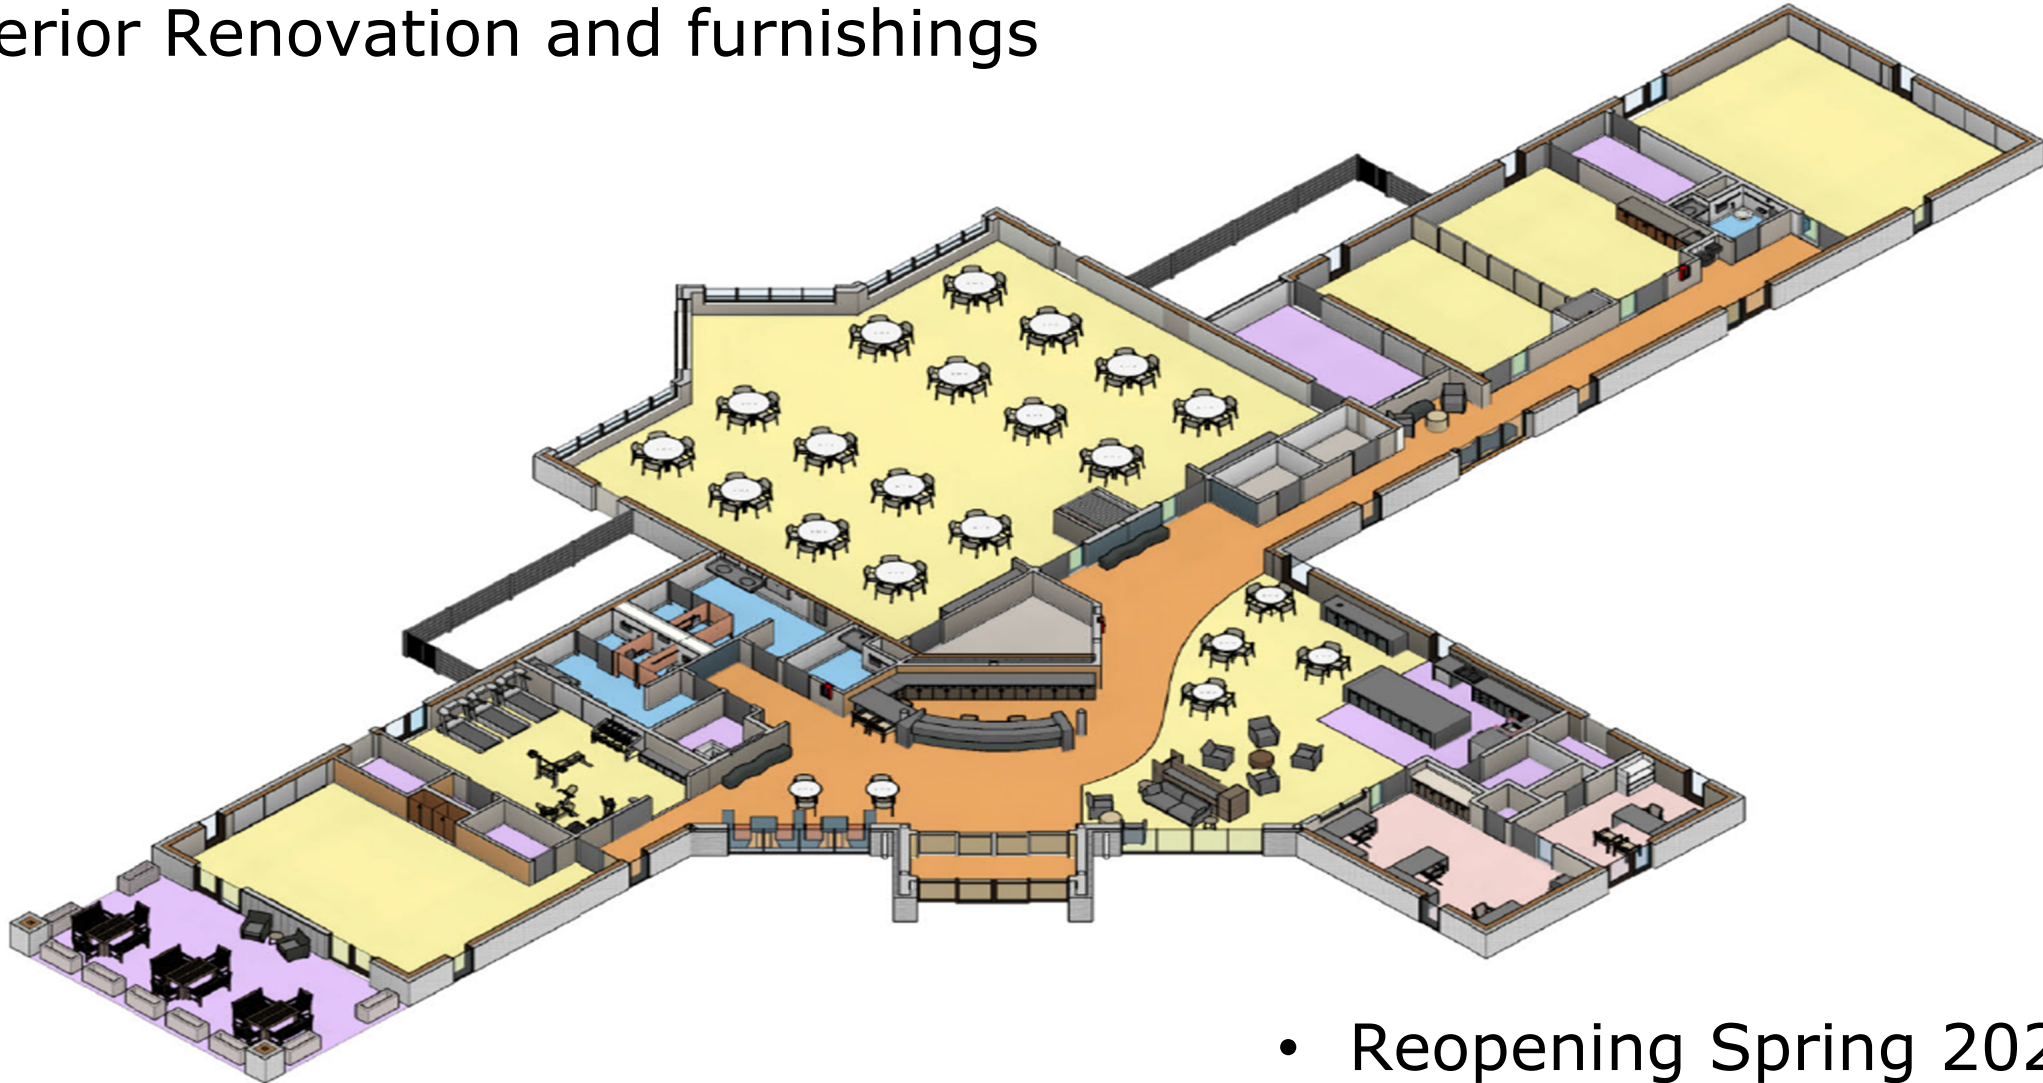 erior Renovation and furnishings
• Reopening Spring 202